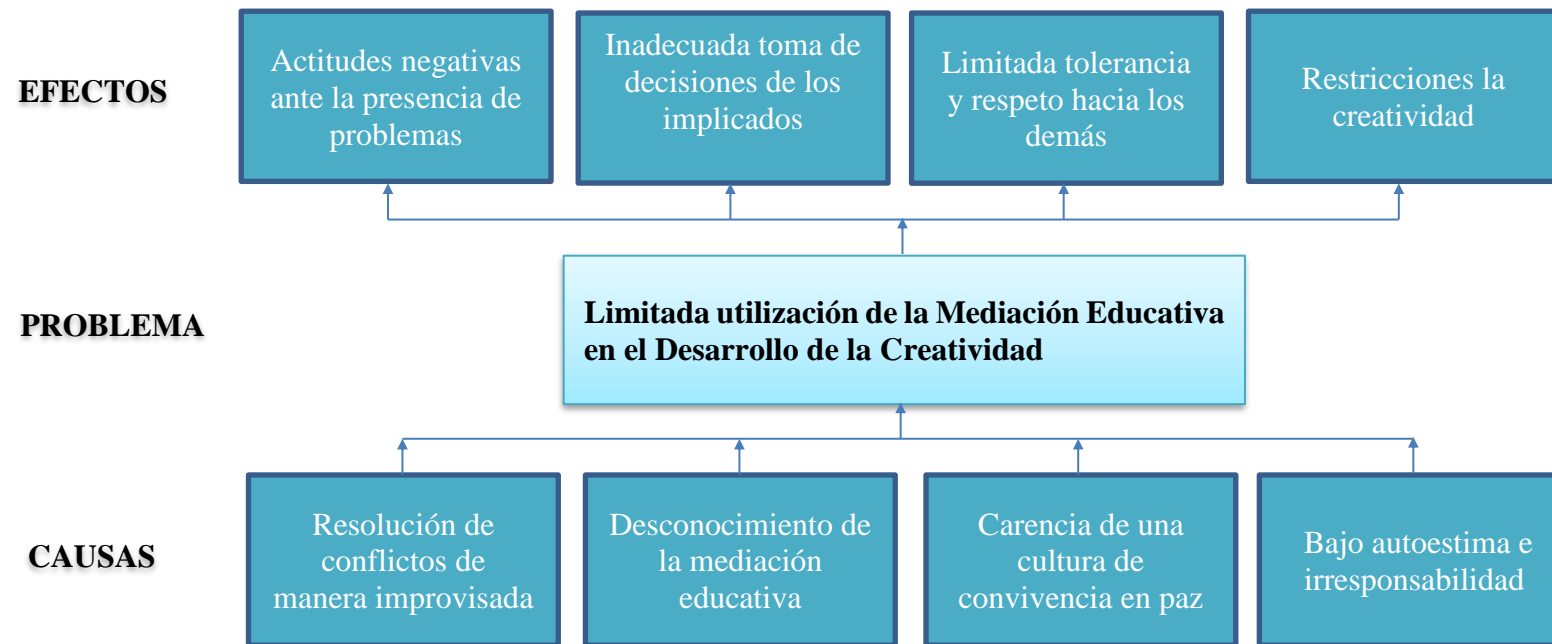 EFECTOS
Actitudes negativas
ante la presencia de
problemas
Inadecuada toma de
decisiones de los
implicados
Limitada tolerancia
y respeto hacia los
demás
Restricciones la
creatividad
PROBLEMA
Limitada utilización de la Mediación Educativa
en el Desarrollo de la Creatividad
CAUSAS
Resolución de
conflictos de
manera improvisada
Desconocimiento de
la mediación
educativa
Carencia de una
cultura de
convivencia en paz
Bajo autoestima e
irresponsabilidad